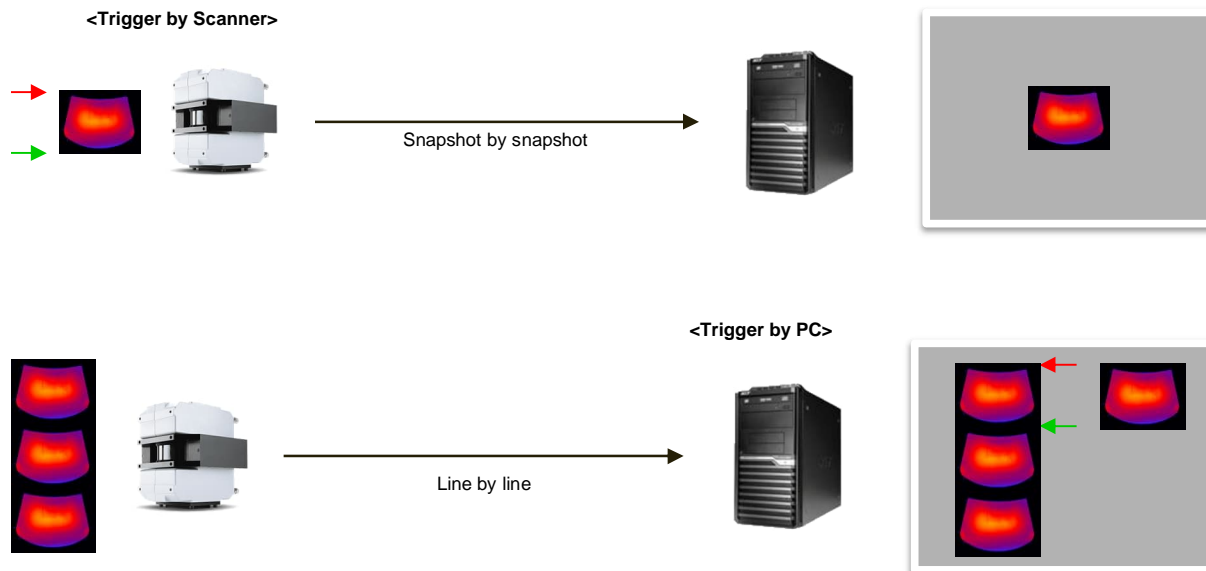 <Trigger by Scanner>
Snapshot by snapshot
<Trigger by PC>
Line by line